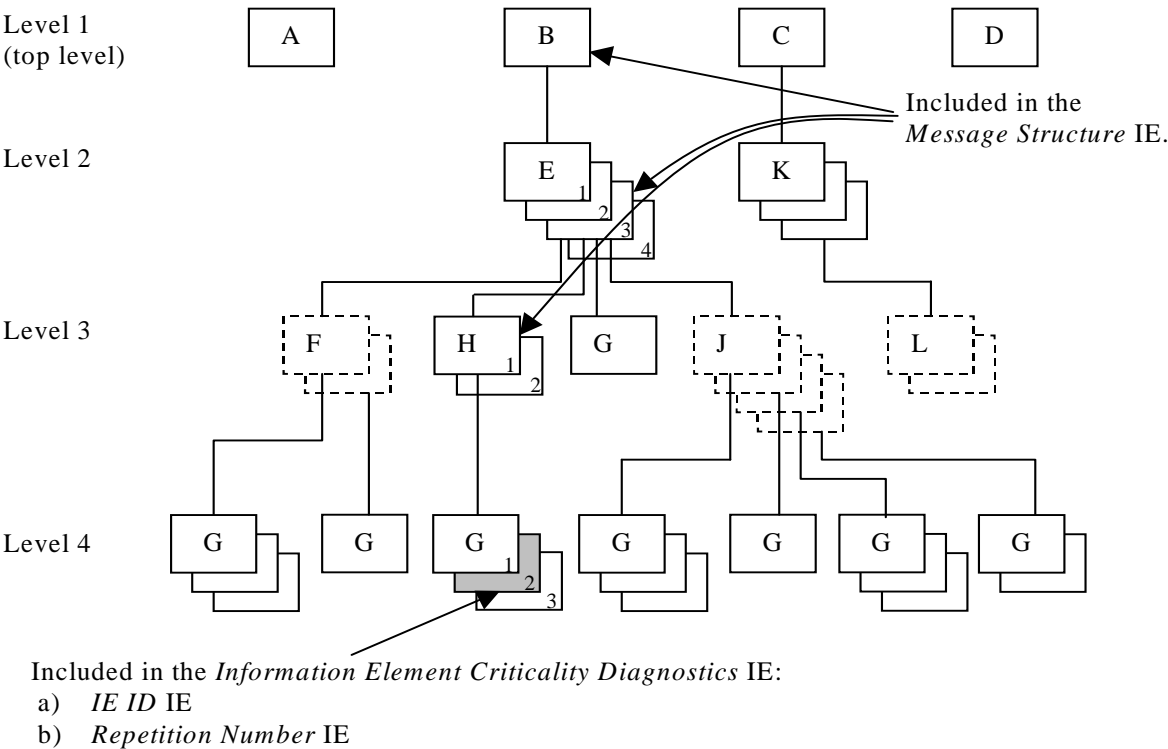 Level 1
(top level)
A
B
C
D
Included in the
Message Structure IE.
Level 2
E
1
2
3
4
K
Level 3
F
H
1
2
G
J
L
Level 4
G
G
G
1
2
3
G
G
G
G
Included in the Information Element Criticality Diagnostics IE:
a) IE ID IE
b) Repetition Number IE